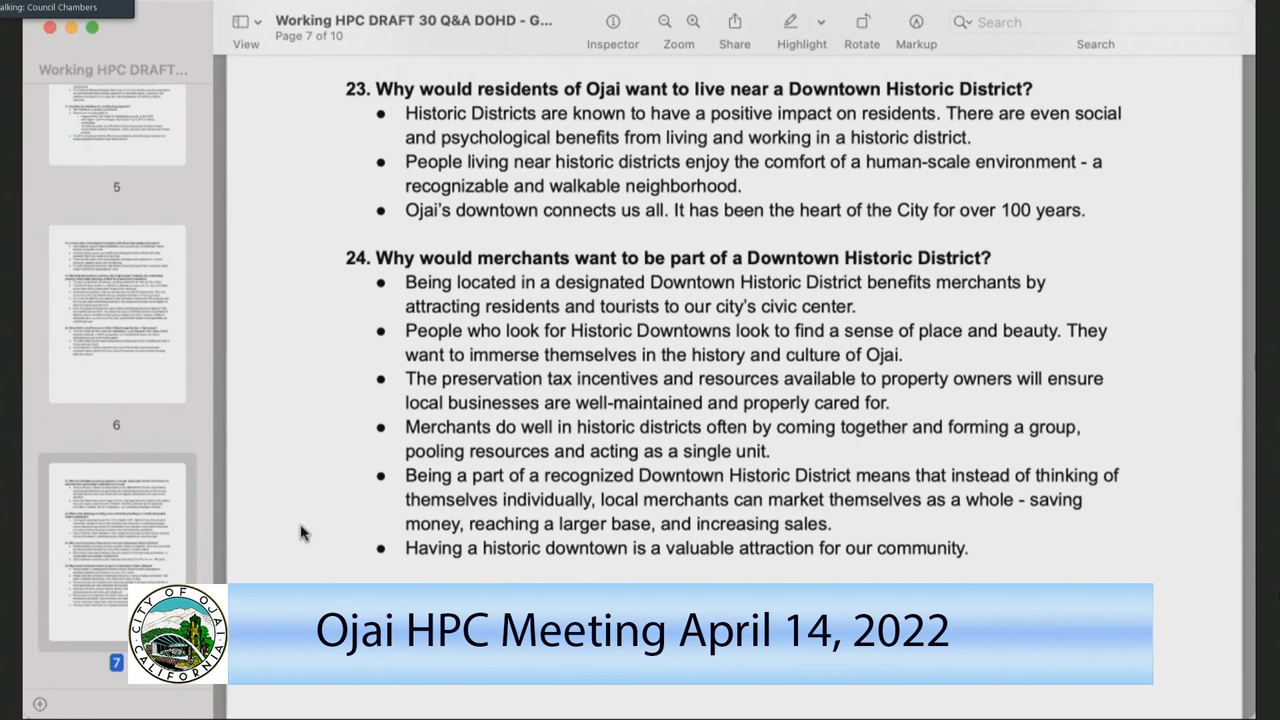 alking: Council Chambers
Working HPC DRAFT 30 Q&A DOHD - G...
Page 7 of 10
View
Inspector
Zoom
Share
Highlight
Rotate
Markup
Search
Search
Working HPC DRAFT...
5
6
7
23. Why would residents of Ojai want to live near a Downtown Historic District?
● Historic Districts are known to have a positive impact on residents. There are even social
and psychological benefits from living and working in a historic district.
● People living near historic districts enjoy the comfort of a human-scale environment - a
recognizable and walkable neighborhood.
● Ojai's downtown connects us all. It has been the heart of the City for over 100 years.
24. Why would merchants want to be part of a Downtown Historic District?
● Being located in a designated Downtown Historic District benefits merchants by
attracting residents and tourists to our city's civic center.
● People who look for historic Downtowns look for that sense of place and beauty. They
want to immerse themselves in the history and culture of Ojai.
● The preservation tax incentives and resources available to property owners will ensure
local businesses are well-maintained and properly cared for.
● Merchants do well in historic districts often by coming together and forming a group,
pooling resources and acting as a single unit.
● Being a part of a recognized Downtown Historic District means that instead of thinking of
themselves individually, local merchants can market themselves as a whole - saving
money, reaching a larger base, and increasing sales.
● Having a historic downtown is a valuable attraction for our community.
CITY OF OJAI
CALIFORNIA
Ojai HPC Meeting April 14, 2022